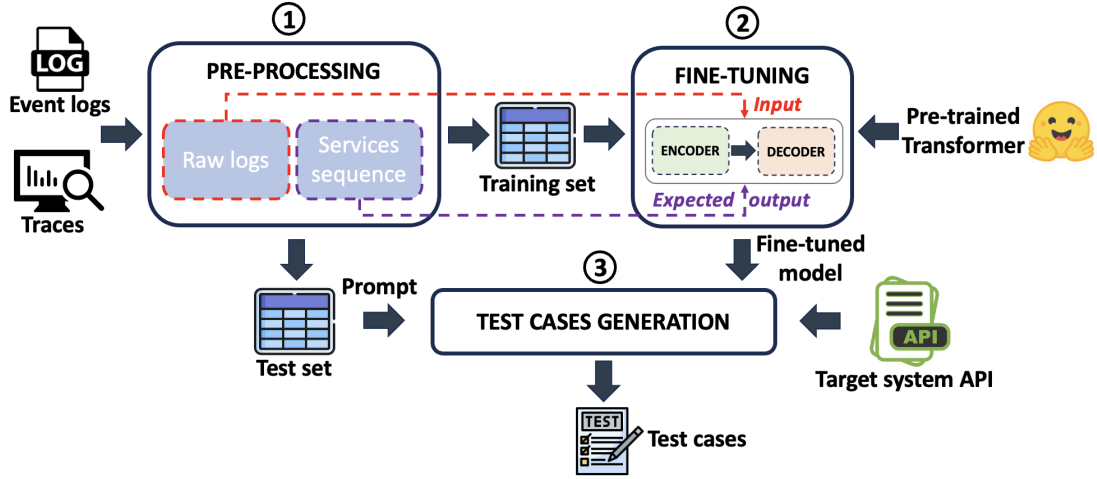 ①
②
PRE-PROCESSING
FINE-TUNING
LOG
Event logs
Traces
Raw logs
Services
sequence
Training set
Input
ENCODER
DECODER
Expected output
Pre-trained
Transformer
Fine-tuned
model
③
Prompt
Test set
TEST CASES GENERATION
API
Target system API
TEST
Test cases